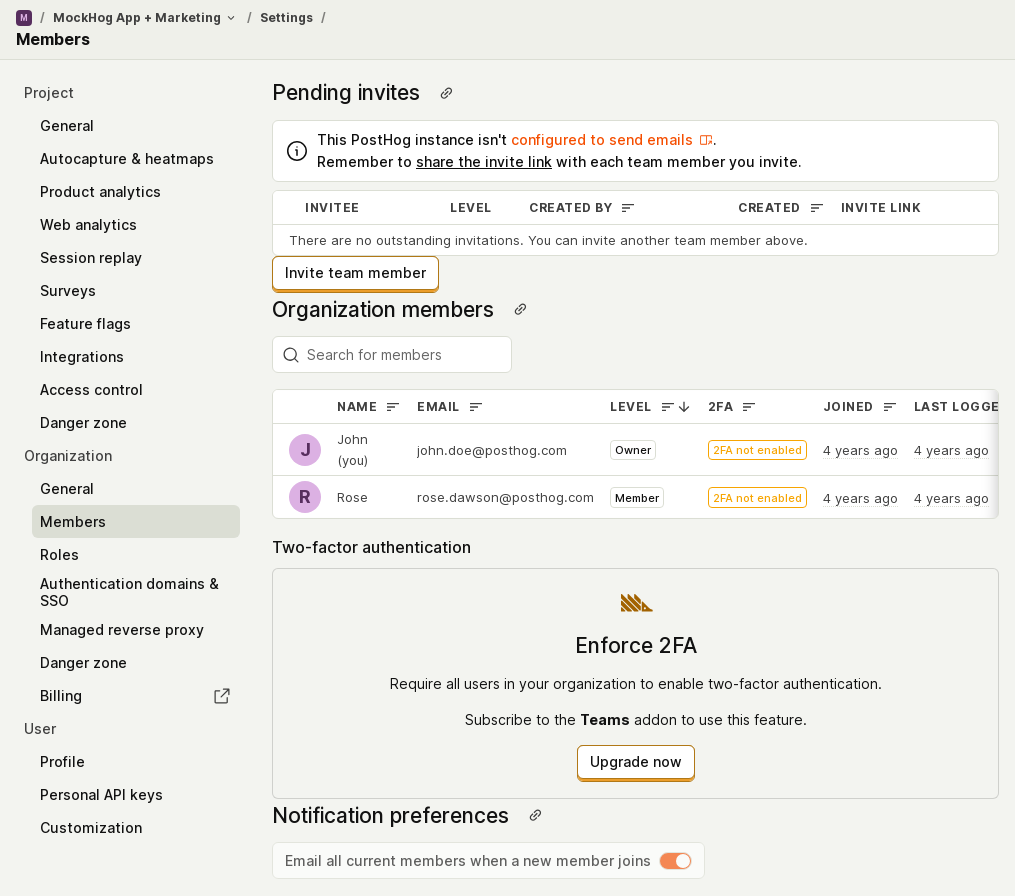 M / MockHog App + Marketing / Settings /
Members
Project
General
Autocapture & heatmaps
Product analytics
Web analytics
Session replay
Surveys
Feature flags
Integrations
Access control
Danger zone
Organization
General
Members
Roles
Authentication domains &
SSO
Managed reverse proxy
Danger zone
Billing
User
Profile
Personal API keys
Customization
Pending invites
This PostHog instance isn't configured to send emails.
Remember to share the invite link with each team member you invite.
INVITEE LEVEL CREATED BY CREATED INVITE LINK
There are no outstanding invitations. You can invite another team member above.
Invite team member
Organization members
Search for members
NAME EMAIL LEVEL 2FA JOINED LAST LOGGE
J John (you) john.doe@posthog.com Owner 2FA not enabled 4 years ago 4 years ago
R Rose rose.dawson@posthog.com Member 2FA not enabled 4 years ago 4 years ago
Two-factor authentication
Enforce 2FA
Require all users in your organization to enable two-factor authentication.
Subscribe to the Teams addon to use this feature.
Upgrade now
Notification preferences
Email all current members when a new member joins